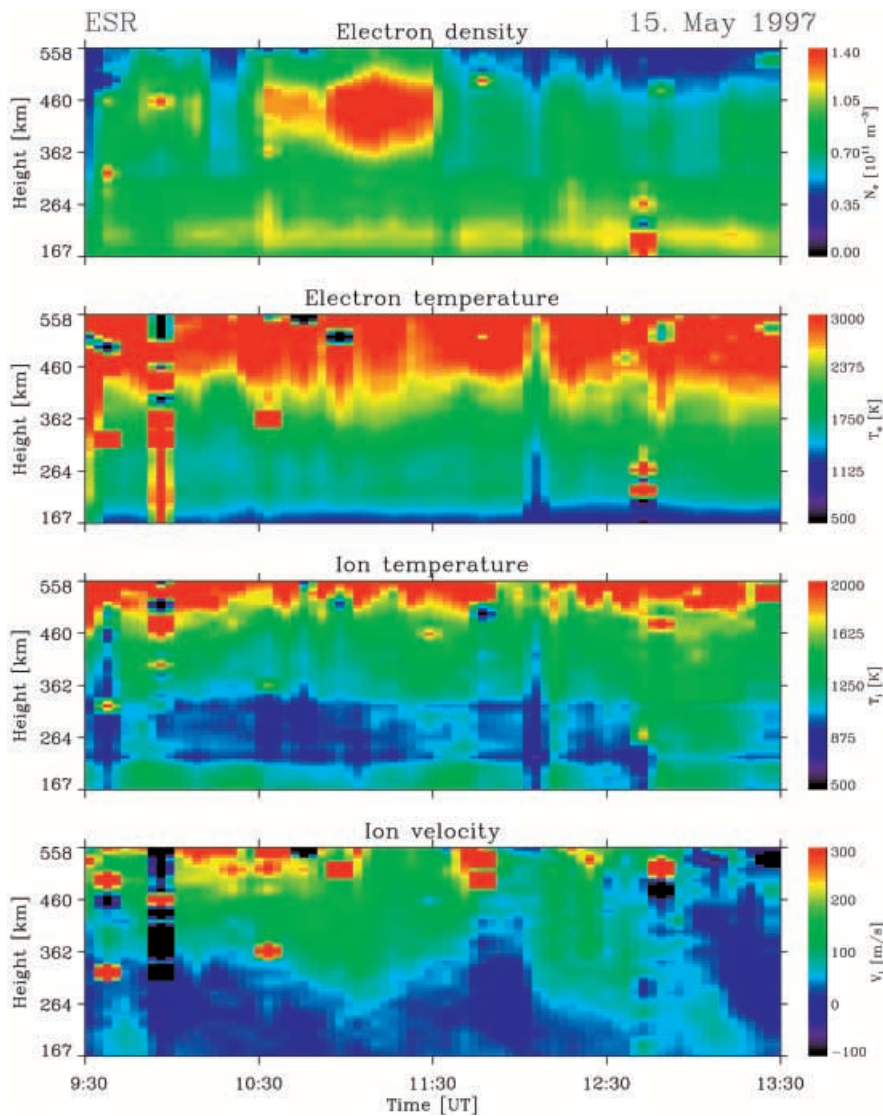 ESR 15. May 1997
Electron density
558
460
362
264
167
Height [km]
1.40
1.05
0.70
0.35
0.00
Nₑ [10¹¹ m⁻³]
Electron temperature
558
460
362
264
167
Height [km]
3000
2375
1750
1125
500
Tₑ [K]
Ion temperature
558
460
362
264
167
Height [km]
2000
1625
1250
875
500
Tᵢ [K]
Ion velocity
558
460
362
264
167
Height [km]
300
200
100
0
-100
Vᵢ [m/s]
9:30 10:30 11:30 12:30 13:30
Time [UT]